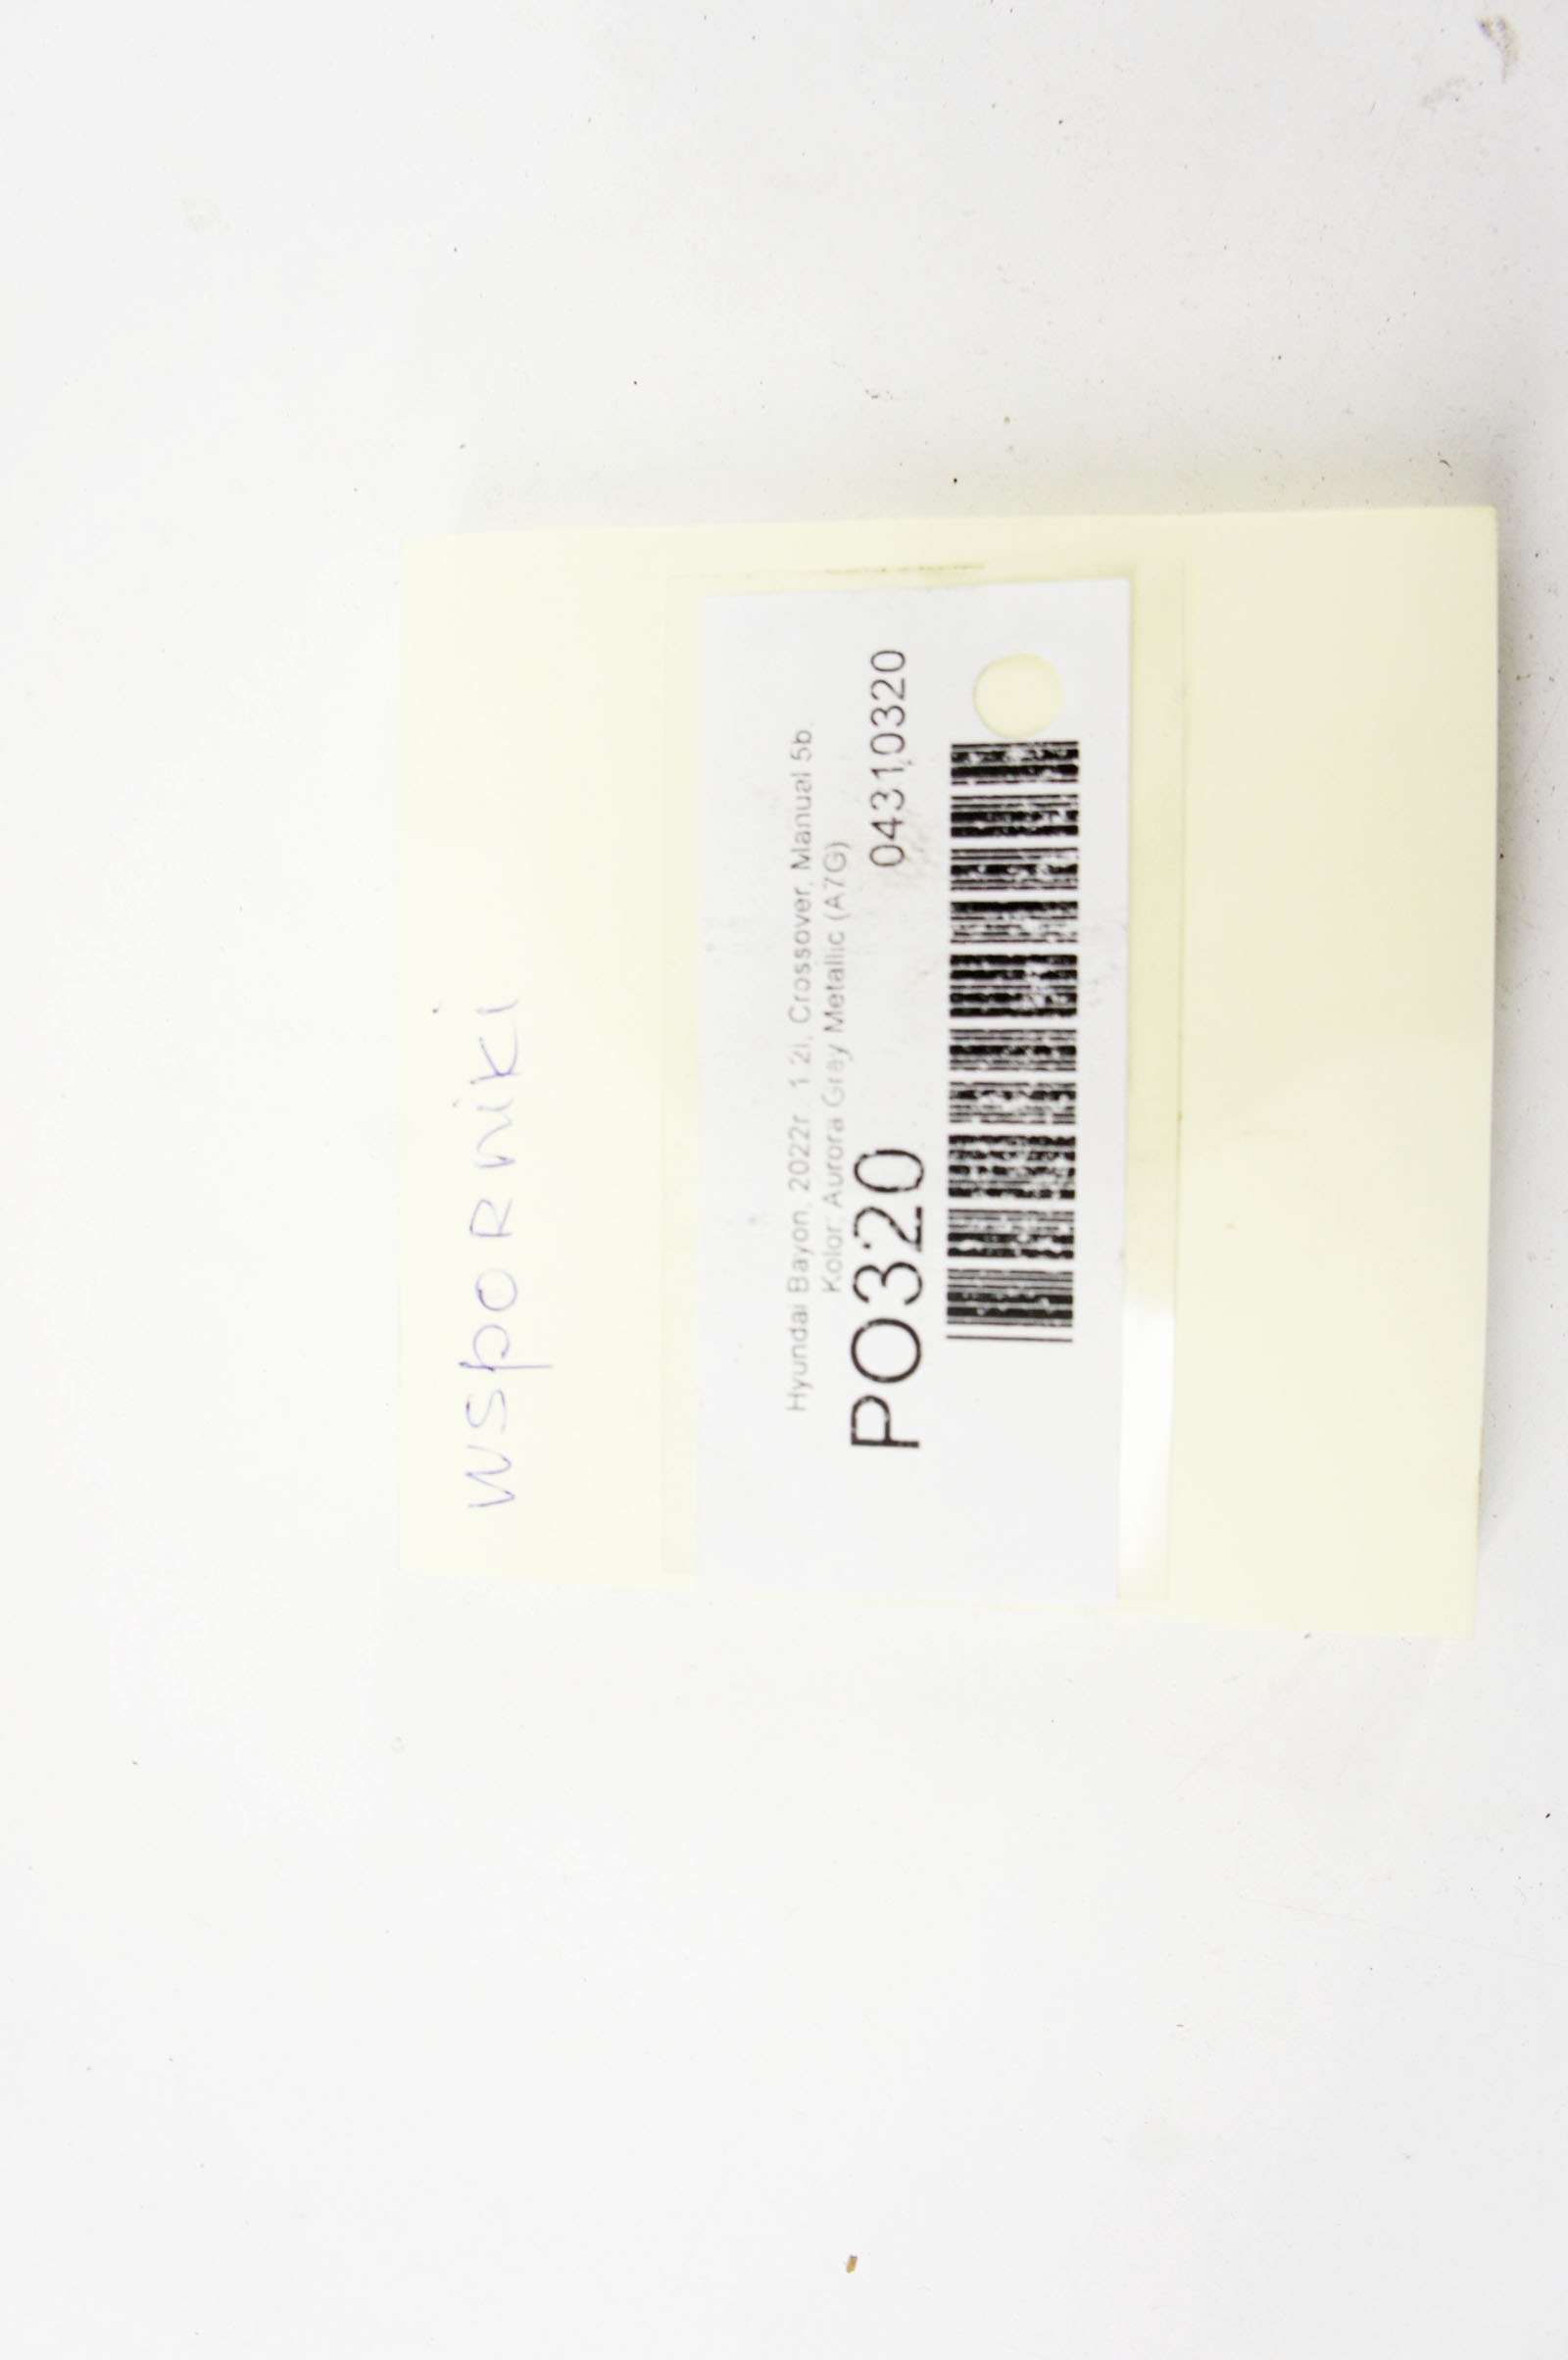 wsporniki
Hyundai Bayon, 2022r. 1.2i, Crossover, Manual 5b.
Kolor: Aurora Gray Metallic (A7G)
PO320 04310320